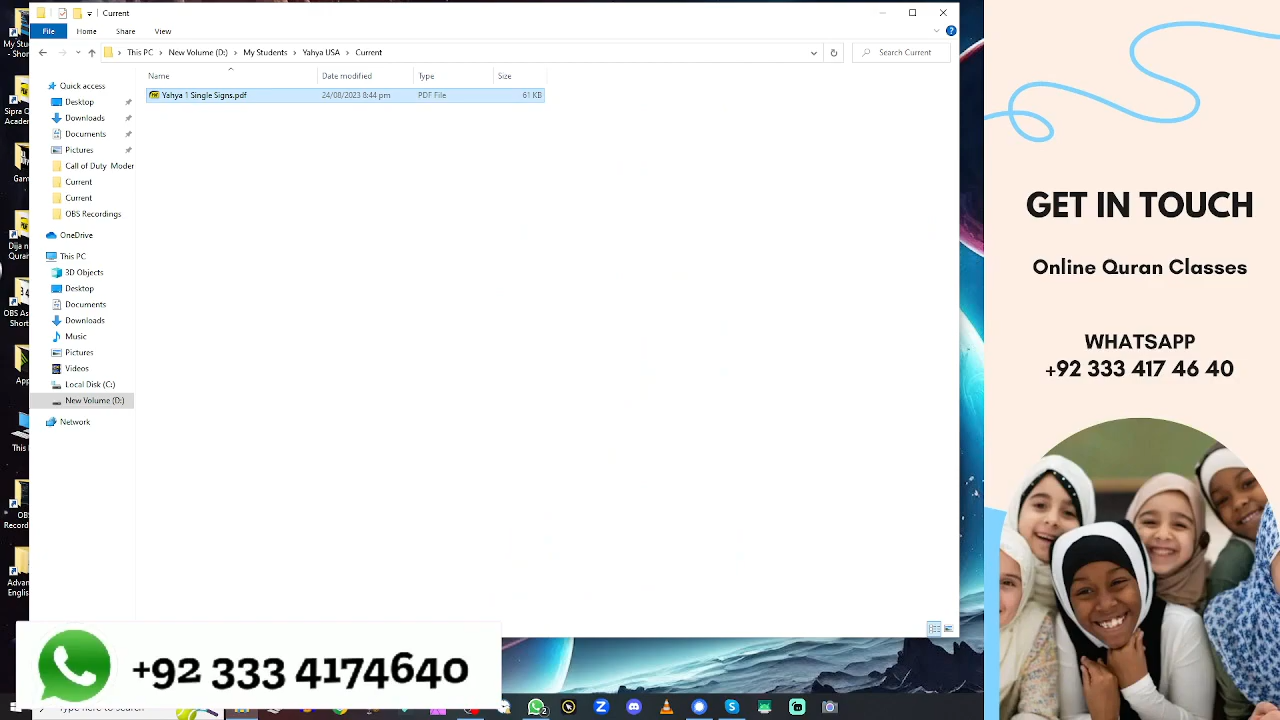 Current
File Home Share View
This PC New Volume (D:) My Students Yahya USA Current Search Current
Name Date modified Type Size
Yahya 1 Single Signs.pdf 24/08/2023 8:44 pm PDF File 61 KB
Quick access
Desktop
Downloads
Documents
Pictures
Call of Duty Moder
Current
Current
OBS Recordings
OneDrive
This PC
3D Objects
Desktop
Documents
Downloads
Music
Pictures
Videos
Local Disk (C:)
New Volume (D:)
Network
GET IN TOUCH
Online Quran Classes
WHATSAPP
+92 333 417 46 40
+92 333 4174640
Type here to search